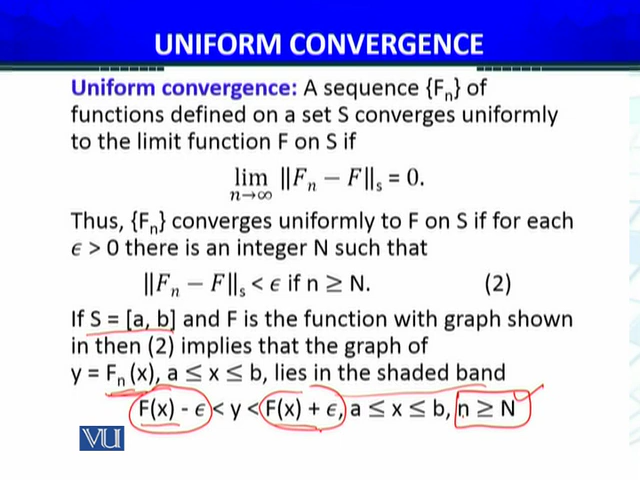 UNIFORM CONVERGENCE
Uniform convergence: A sequence {Fₙ} of
functions defined on a set S converges uniformly
to the limit function F on S if
lim n→∞ ||Fₙ − F||ₛ = 0.
Thus, {Fₙ} converges uniformly to F on S if for each
ϵ > 0 there is an integer N such that
||Fₙ − F||ₛ < ϵ if n ≥ N. (2)
If S = [a, b] and F is the function with graph shown
in then (2) implies that the graph of
y = Fₙ (x), a ≤ x ≤ b, lies in the shaded band
F(x) - ϵ < y < F(x) + ϵ, a ≤ x ≤ b, n ≥ N
VU